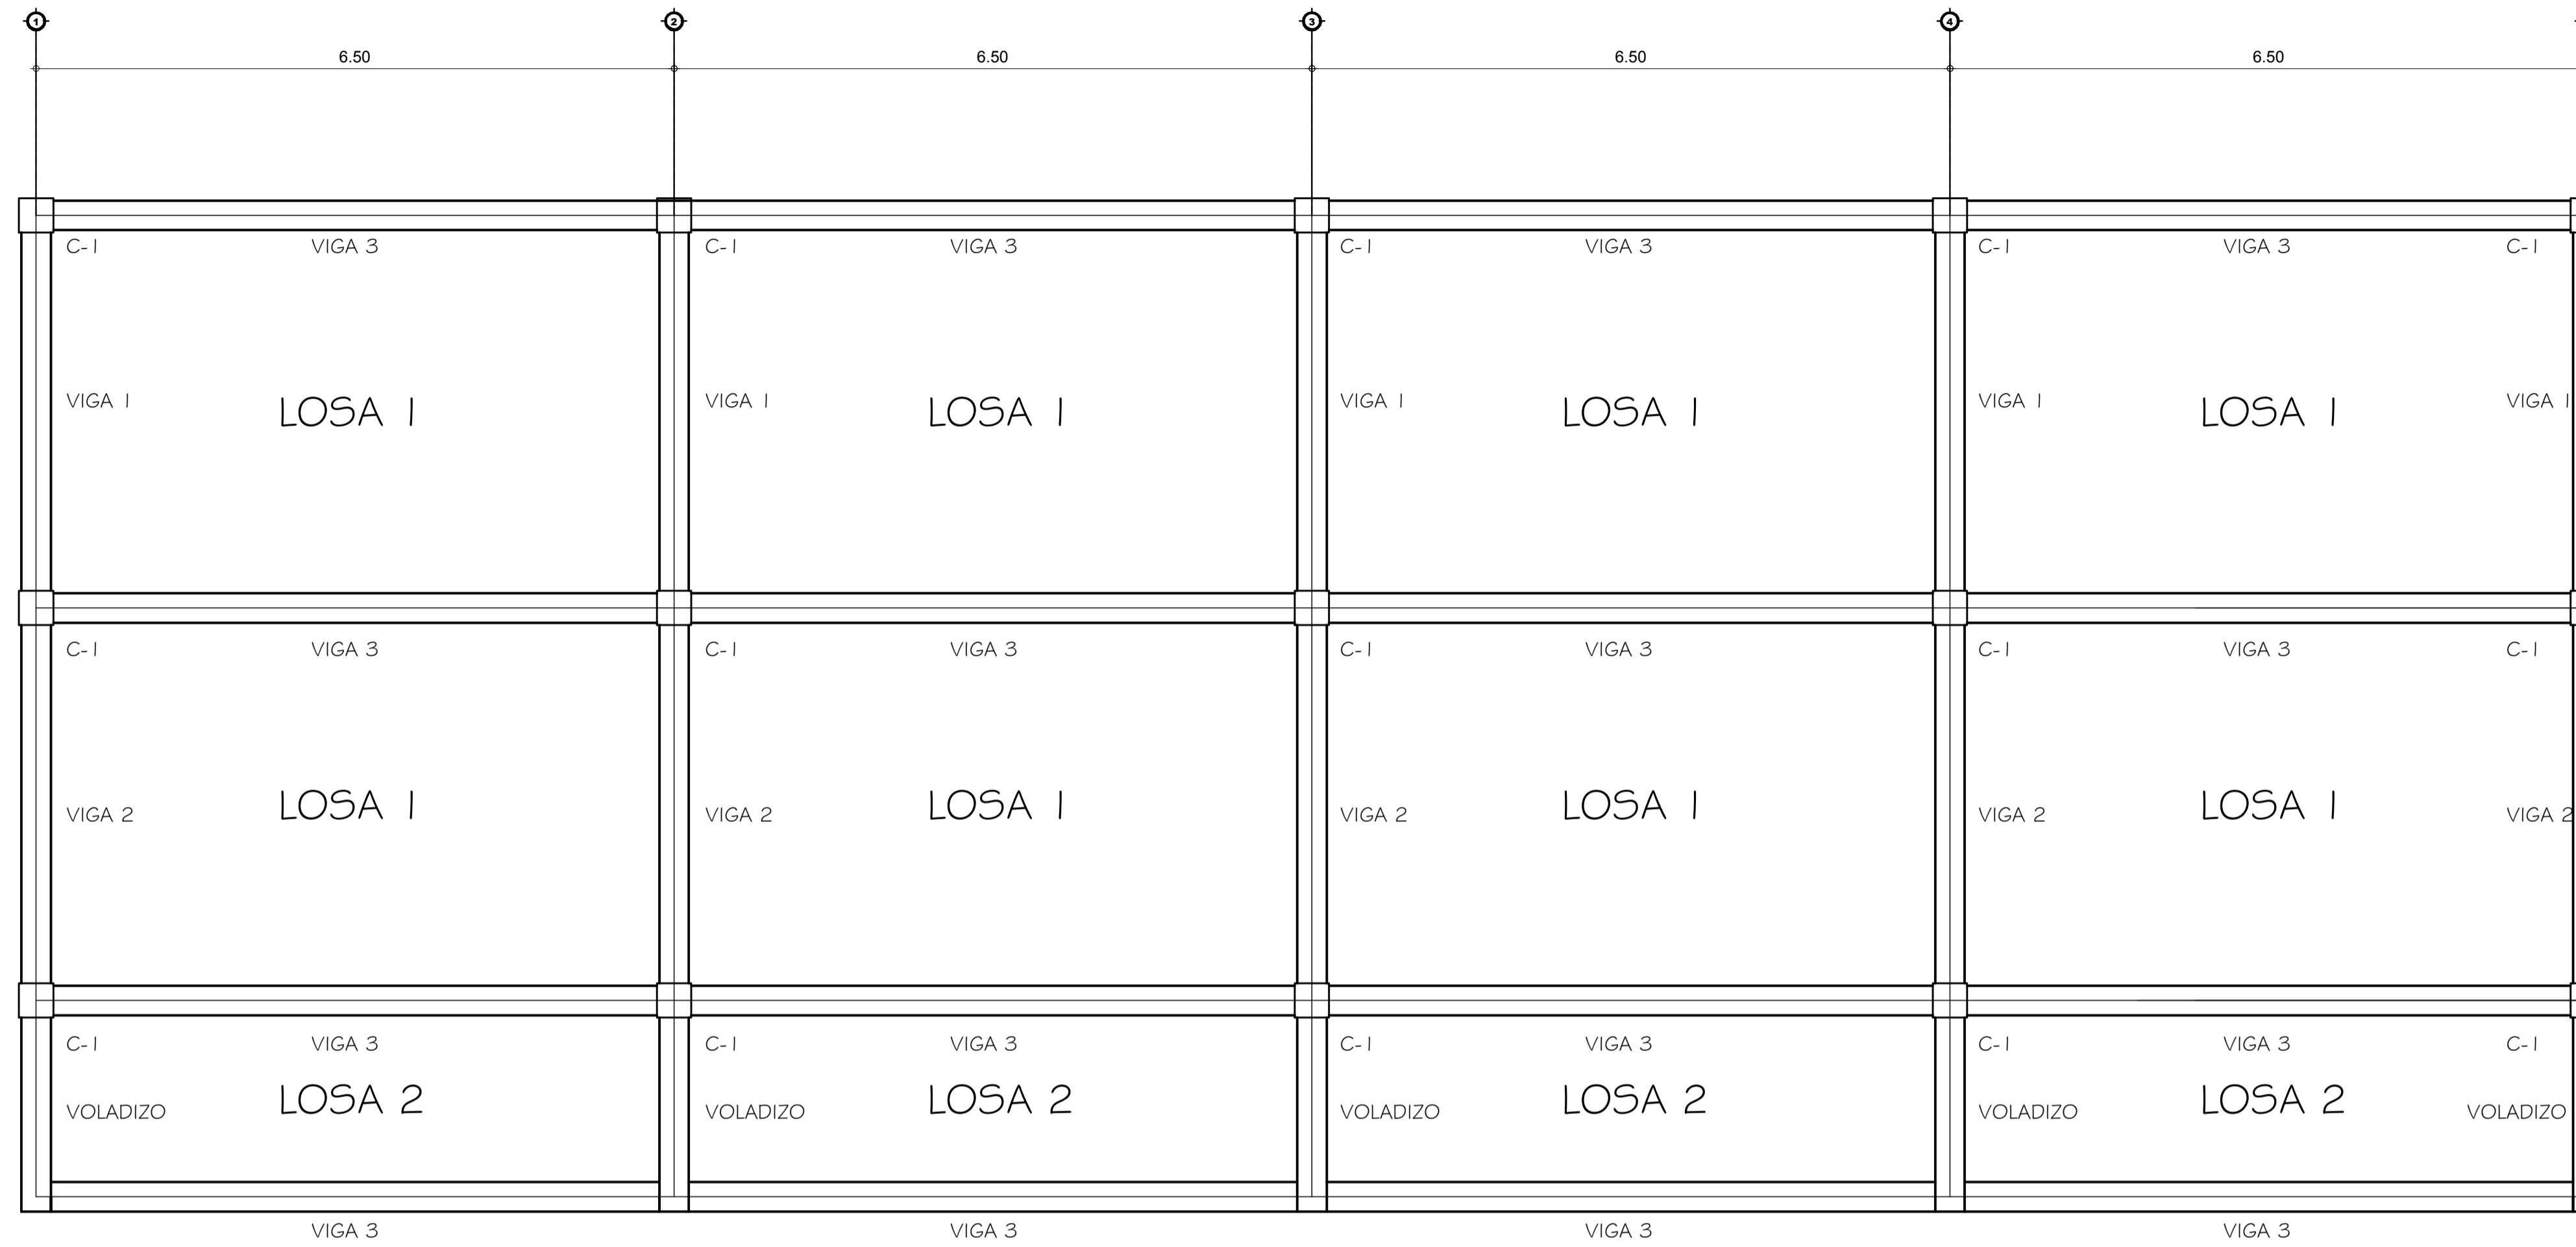 1 2 3 4
6.50 6.50 6.50 6.50
C-1 VIGA 3 C-1 VIGA 3 C-1 VIGA 3 C-1 VIGA 3 C-1
VIGA 1 LOSA 1 VIGA 1 LOSA 1 VIGA 1 LOSA 1 VIGA 1 LOSA 1 VIGA 1
C-1 VIGA 3 C-1 VIGA 3 C-1 VIGA 3 C-1 VIGA 3 C-1
VIGA 2 LOSA 1 VIGA 2 LOSA 1 VIGA 2 LOSA 1 VIGA 2 LOSA 1 VIGA 2
C-1 VIGA 3 C-1 VIGA 3 C-1 VIGA 3 C-1 VIGA 3 C-1
VOLADIZO LOSA 2 VOLADIZO LOSA 2 VOLADIZO LOSA 2 VOLADIZO LOSA 2 VOLADIZO
VIGA 3 VIGA 3 VIGA 3 VIGA 3